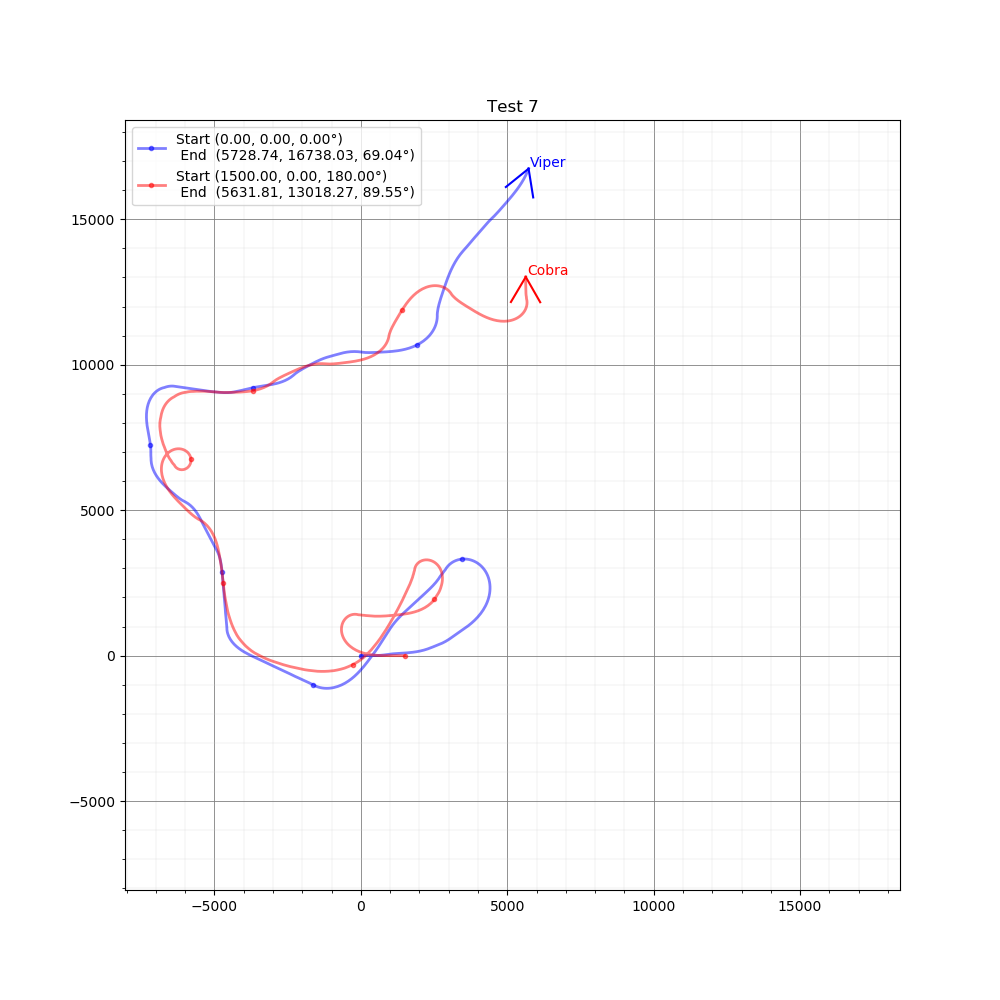 Test 7
Start (0.00, 0.00, 0.00°)
End  (5728.74, 16738.03, 69.04°)
Start (1500.00, 0.00, 180.00°)
End  (5631.81, 13018.27, 89.55°)
Viper
Cobra
15000
10000
5000
0
−5000
−5000 0 5000 10000 15000